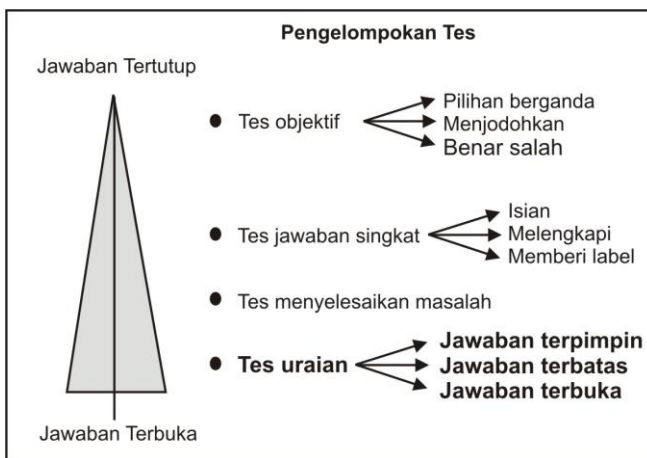 Pengelompokan Tes
Jawaban Tertutup
Tes objektif
Pilihan berganda
Menjodohkan
Benar salah
Tes jawaban singkat
Isian
Melengkapi
Memberi label
Tes menyelesaikan masalah
Tes uraian
Jawaban terpimpin
Jawaban terbatas
Jawaban terbuka
Jawaban Terbuka